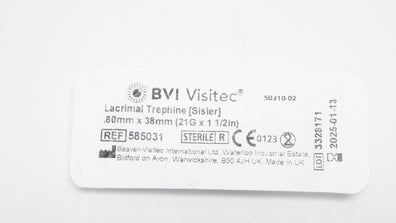 BVI Visitec®
50310-02
Lacrimal Trephine [Sisler]
.80mm x 38mm (21G x 1 1/2in)
REF 585031
STERILE R
CE 0123
LOT 3328171
2025-01-13
Beaver-Visitec International Ltd, Waterloo Industrial Estate,
Bidford on Avon, Warwickshire, B50 4JH UK. Made in UK